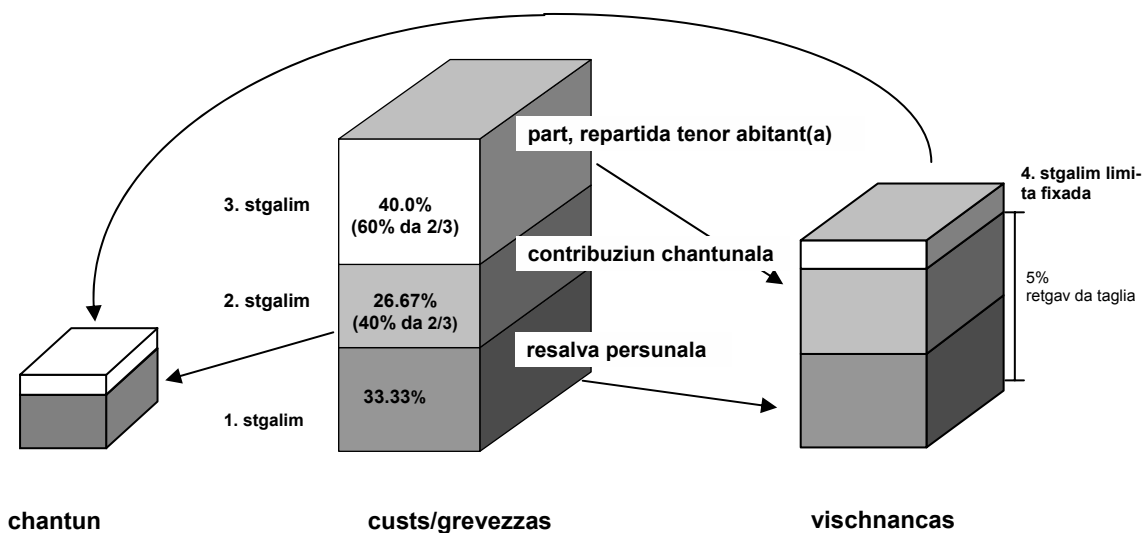 part, repartida tenor abitant(a)
4. stgalim limi-
ta fixada
3. stgalim
40.0%
(60% da 2/3)
contribuziun chantunala
5%
retgav da taglia
2. stgalim
26.67%
(40% da 2/3)
resalva persunala
33.33%
1. stgalim
chantun
custs/grevezzas
vischnancas